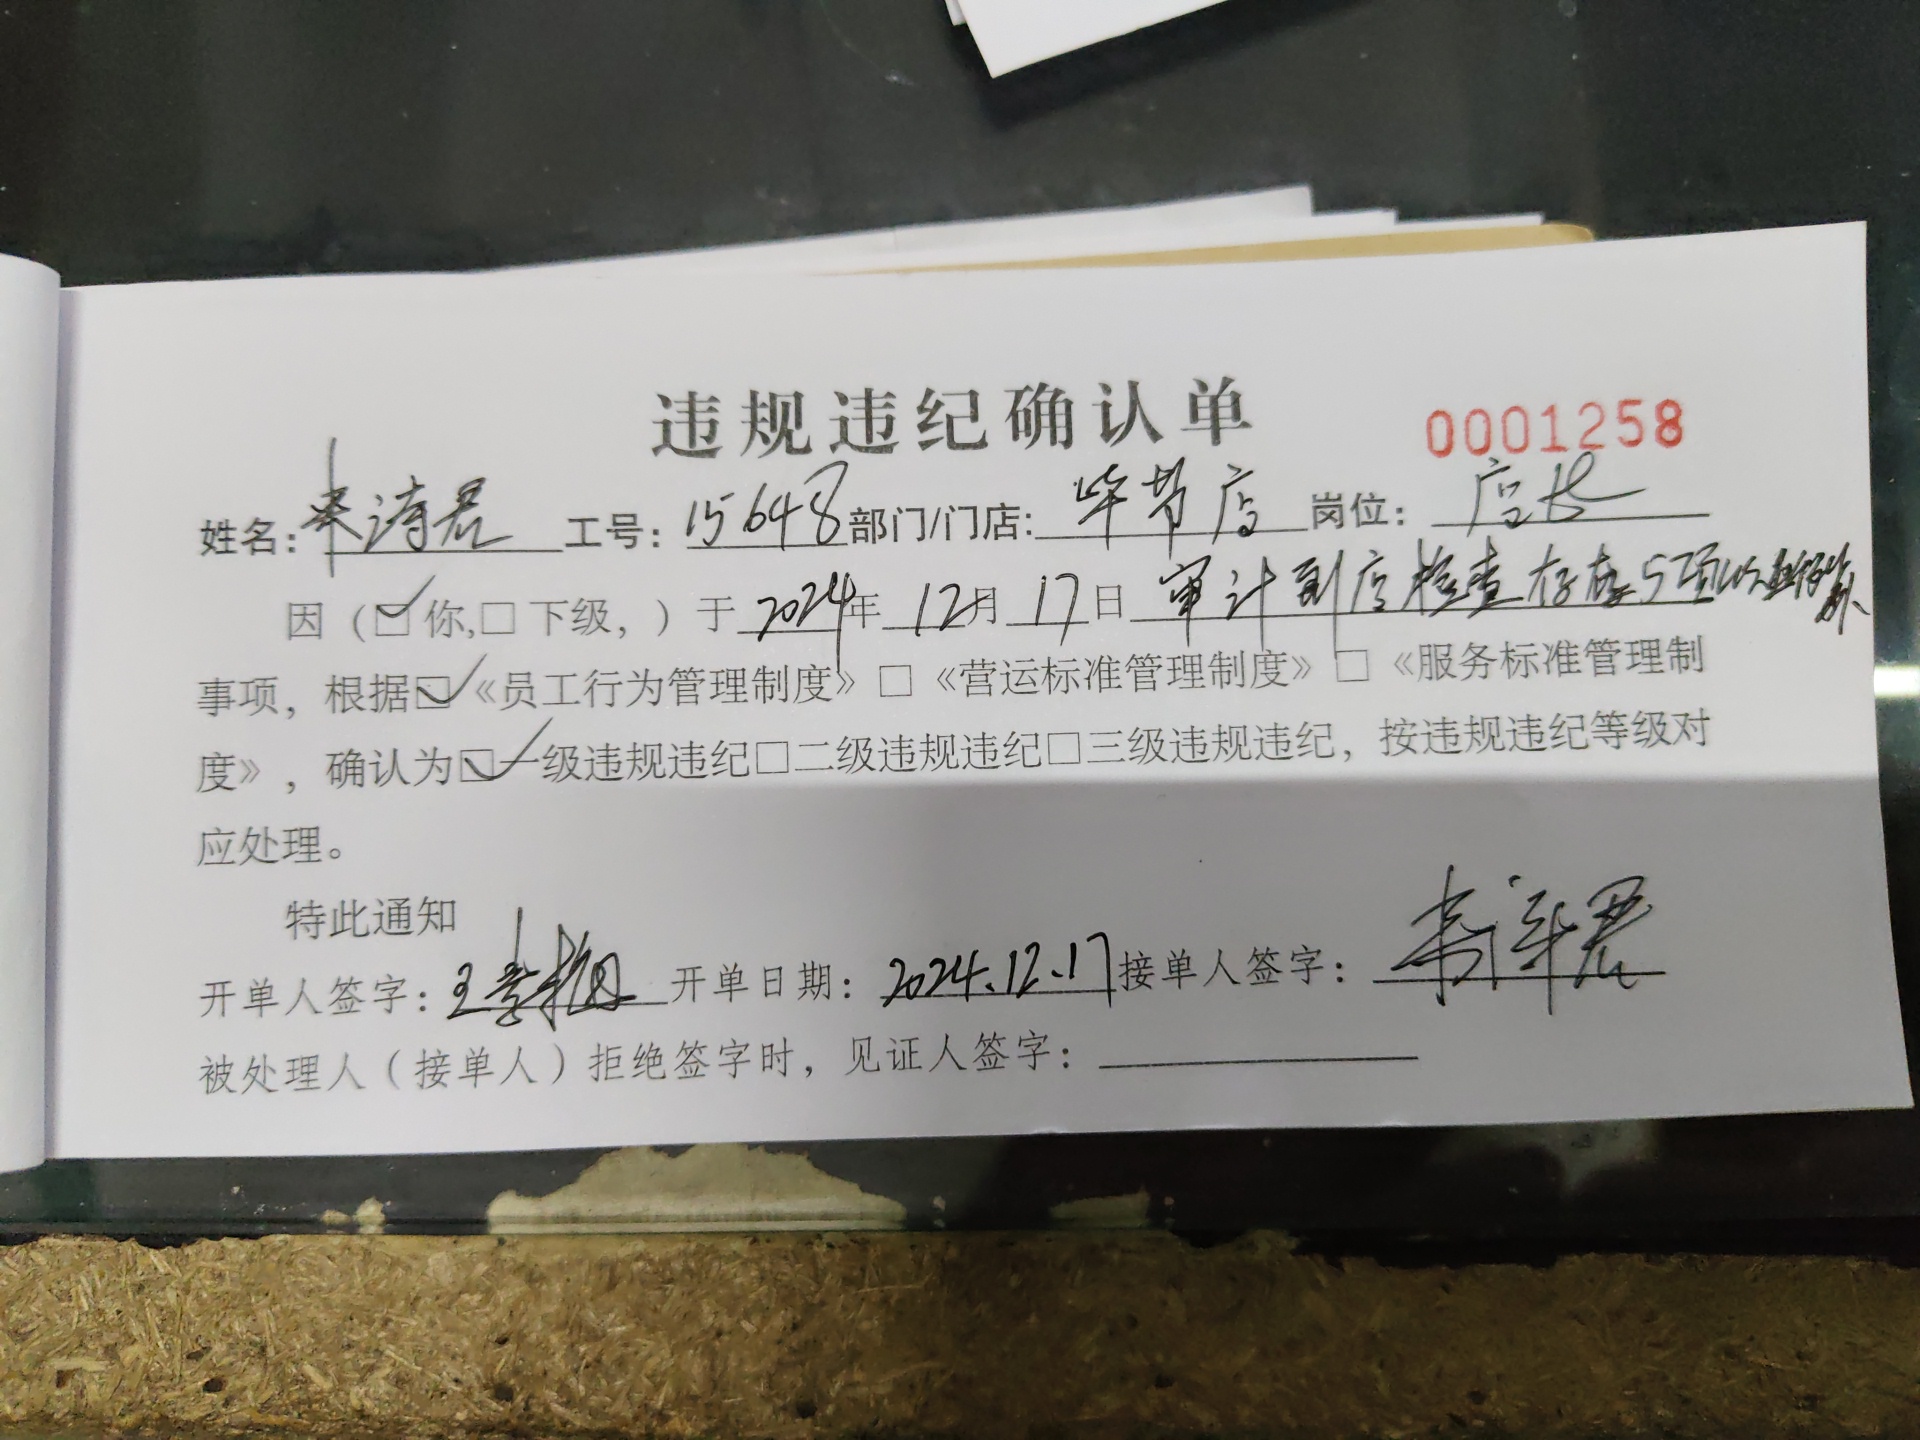 违规违纪确认单 0001258
姓名: 诗君 工号: 15648 部门/门店: 毕节店 岗位: 店长
因（☑你,□下级，）于2024年12月17日审计到店检查存在5项以上
事项，根据☑《员工行为管理制度》□《营运标准管理制度》□《服务标准管理制
度》，确认为☑一级违规违纪□二级违规违纪□三级违规违纪，按违规违纪等级对
应处理。
特此通知
开单人签字: 王 开单日期: 2024.12.17 接单人签字:
被处理人（接单人）拒绝签字时，见证人签字: